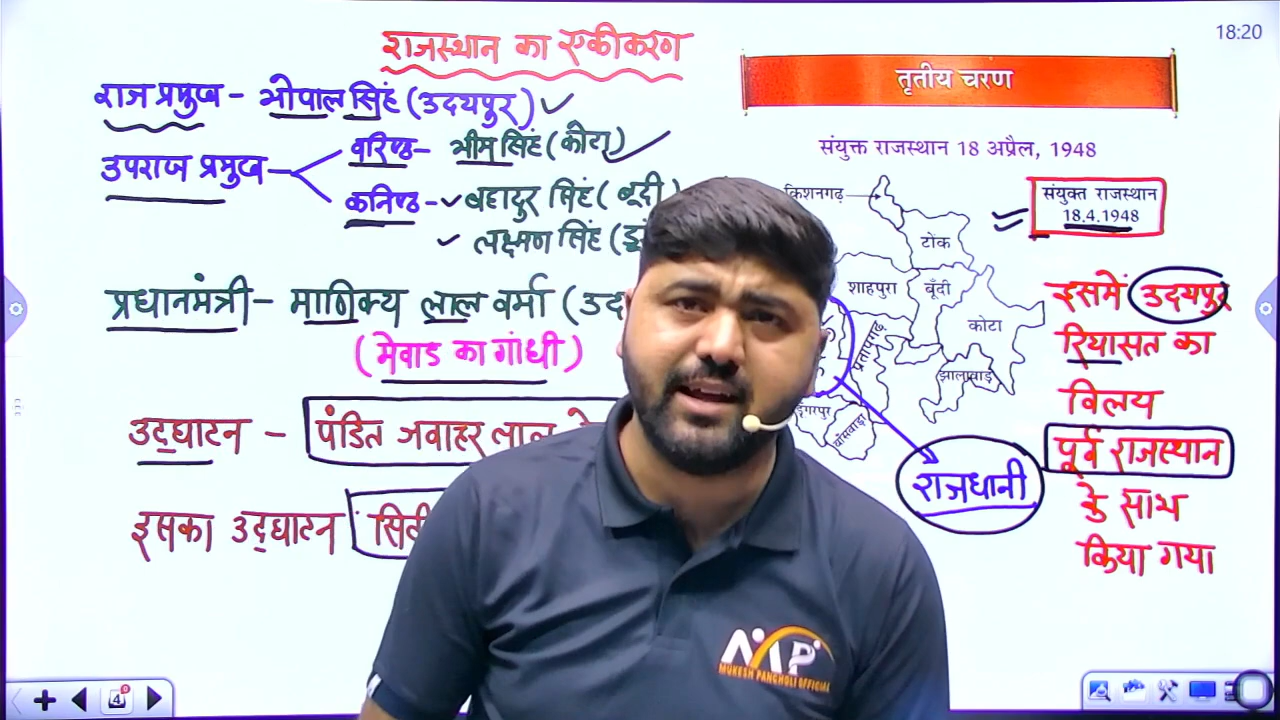 18:20
राजस्थान का एकीकरण
तृतीय चरण
राज प्रमुख - भोपाल सिंह (उदयपुर)
उपराज प्रमुख
वरिष्ठ - भीम सिंह (कोटा)
कनिष्ठ - बहादुर सिंह (बूंदी)
लक्ष्मण सिंह
प्रधानमंत्री - माणिक्य लाल वर्मा
(मेवाड का गांधी)
उद्घाटन - पंडित जवाहर लाल
इसका उद्घाटन
संयुक्त राजस्थान 18 अप्रैल, 1948
संयुक्त राजस्थान
18.4.1948
किशनगढ़
टोंक
शाहपुरा
बूँदी
कोटा
प्रतापगढ़
झालावाड़
डूंगरपुर
बाँसवाड़ा
राजधानी
इसमें उदयपुर
रियासत का
विलय
पूर्व राजस्थान
के साथ
किया गया
MP
MUKESH PANCHOLI OFFICIAL
4